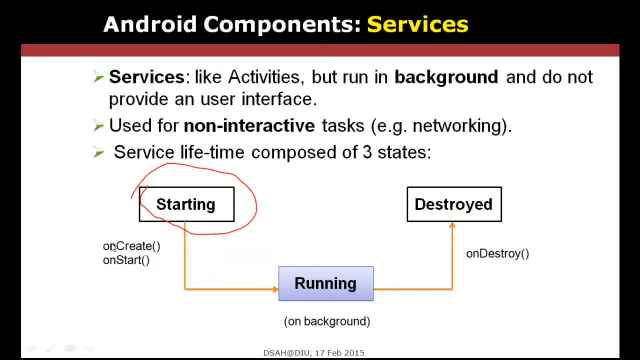 Android Components: Services
Services: like Activities, but run in background and do not
provide an user interface.
Used for non-interactive tasks (e.g. networking).
Service life-time composed of 3 states:
Starting
Destroyed
onCreate()
onStart()
onDestroy()
Running
(on background)
DSAH@DIU, 17 Feb 2015